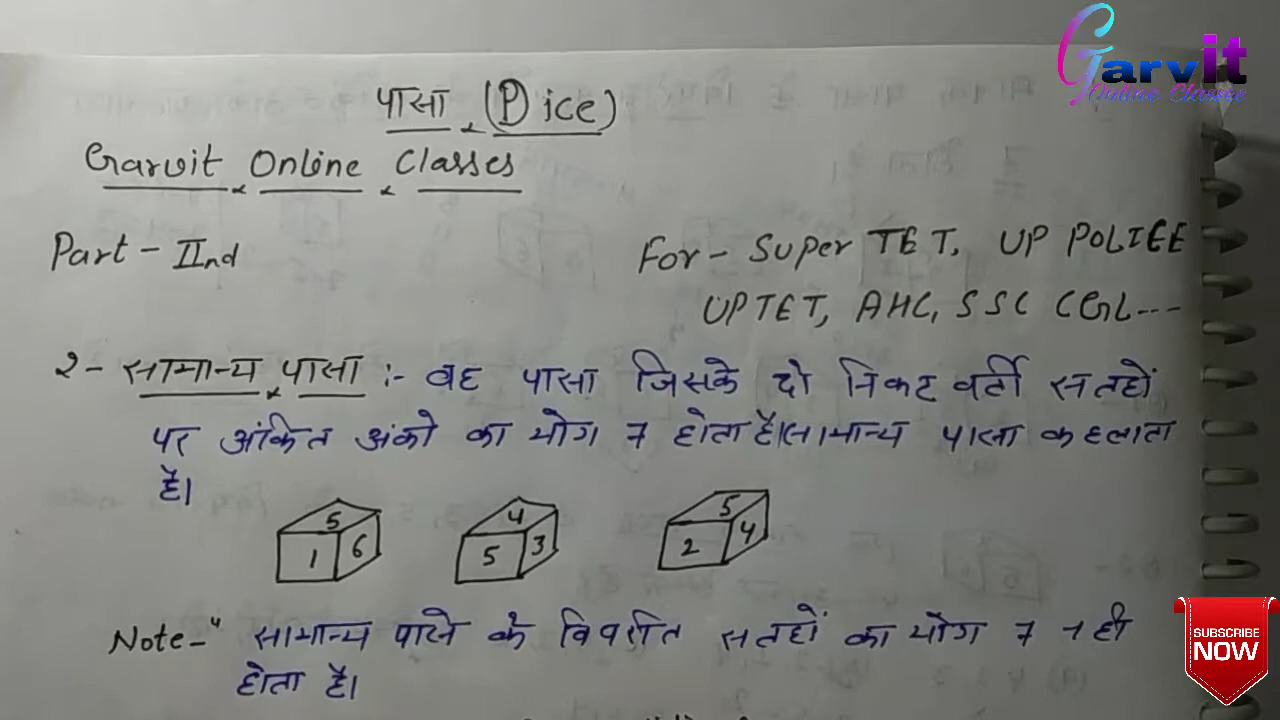 Garvit
Online Classes
पासा (Dice)
Garvit Online Classes
Part - IInd
For - Super TET, UP POLICE
UPTET, AHC, SSC CGL---
२- सामान्य पासा :- वह पासा जिसके दो निकटवर्ती सतहों
पर अंकित अंको का योग 7 होता है। सामान्य पासा कहलाता
है।
5
1 6
4
5 3
5
2 4
Note-" सामान्य पासे के विपरीत सतहों का योग 7 नही
होता है।
SUBSCRIBE
NOW